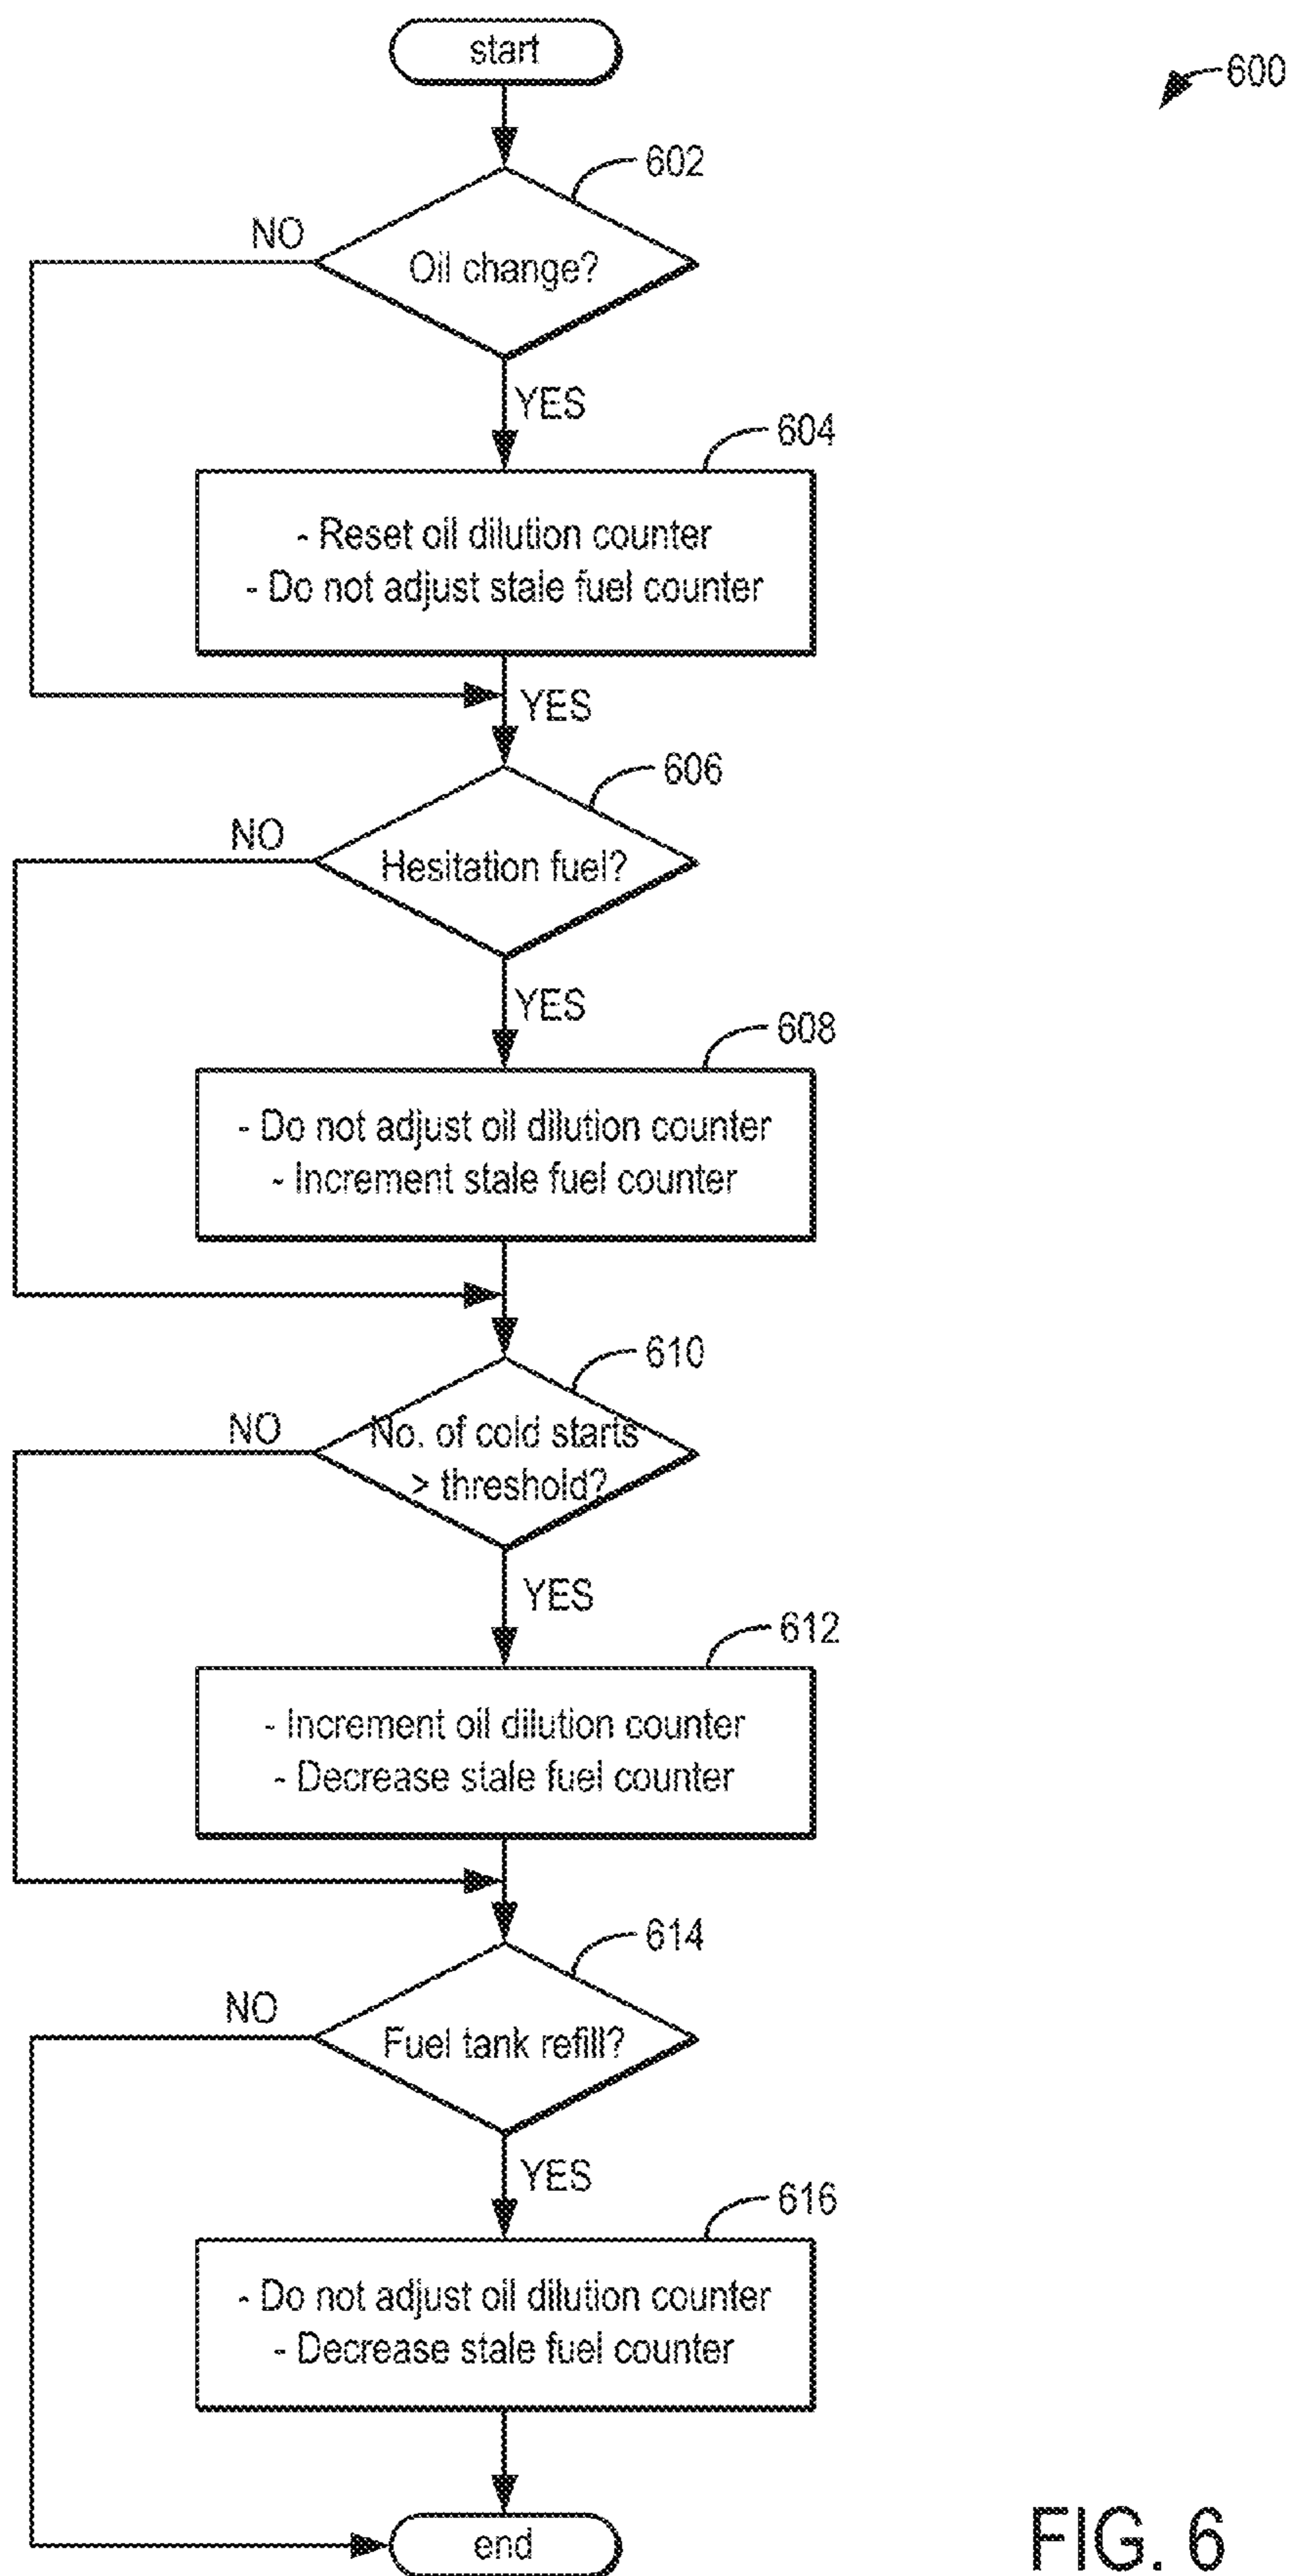 start
600
602
NO
Oil change?
YES
604
- Reset oil dilution counter
- Do not adjust stale fuel counter
YES
606
NO
Hesitation fuel?
YES
608
- Do not adjust oil dilution counter
- Increment stale fuel counter
610
NO
No. of cold starts
> threshold?
YES
612
- Increment oil dilution counter
- Decrease stale fuel counter
614
NO
Fuel tank refill?
YES
616
- Do not adjust oil dilution counter
- Decrease stale fuel counter
end
FIG. 6